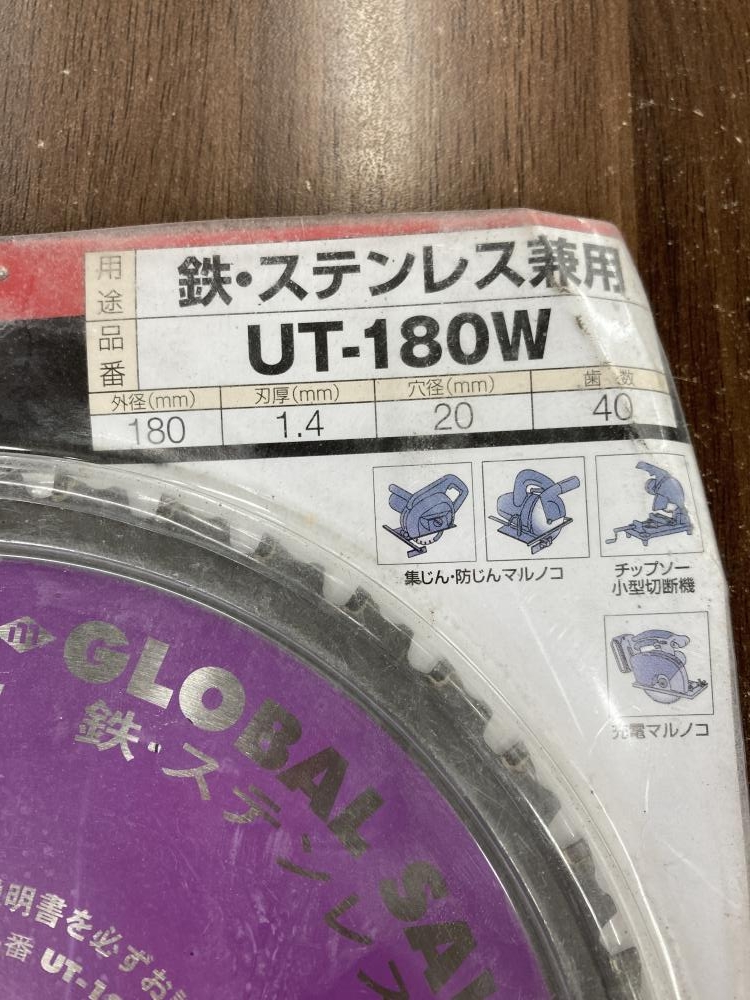 用途 鉄・ステンレス兼用
品番 UT-180W
外径(mm) 刃厚(mm) 穴径(mm) 歯数
180 1.4 20 40
集じん・防じんマルノコ
チップソー
小型切断機
充電マルノコ
GLOBAL SAW
鉄・ステンレス
明書を必ずお
番 UT-18